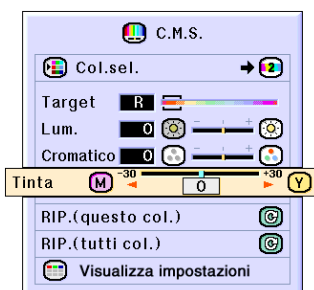 C.M.S.
Col.sel. 2
Target R
Lum. 0 - +
Cromatico 0 - +
Tinta M -30 0 +30 Y
RIP.(questo col.)
RIP.(tutti col.)
Visualizza impostazioni